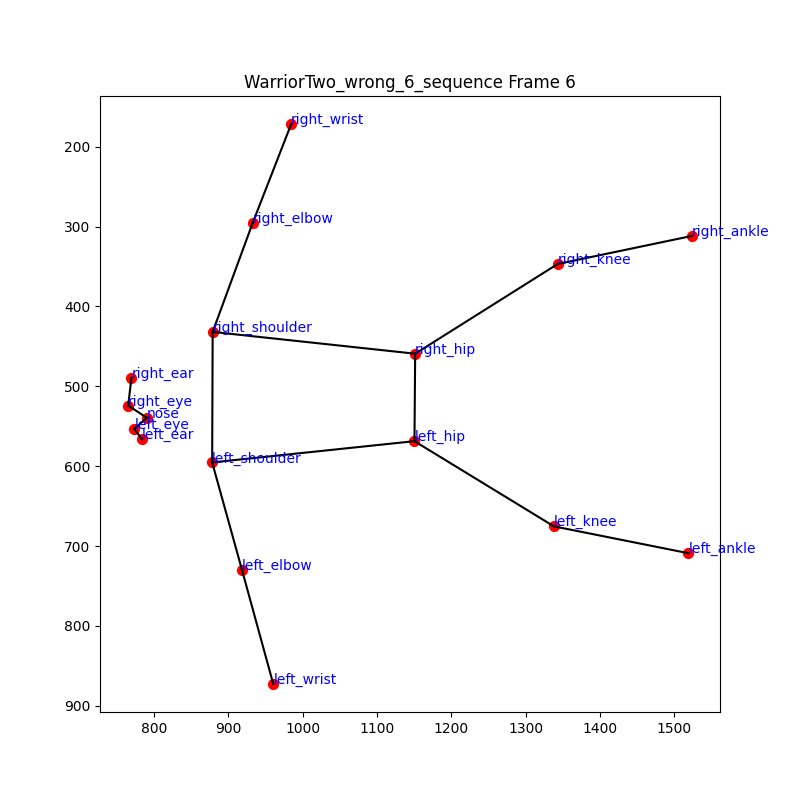 WarriorTwo_wrong_6_sequence Frame 6
right_wrist
right_elbow
right_ankle
right_knee
right_shoulder
right_hip
right_ear
right_eye
nose
left_eye
left_ear
left_hip
left_shoulder
left_knee
left_ankle
left_elbow
left_wrist
200
300
400
500
600
700
800
900
800 900 1000 1100 1200 1300 1400 1500